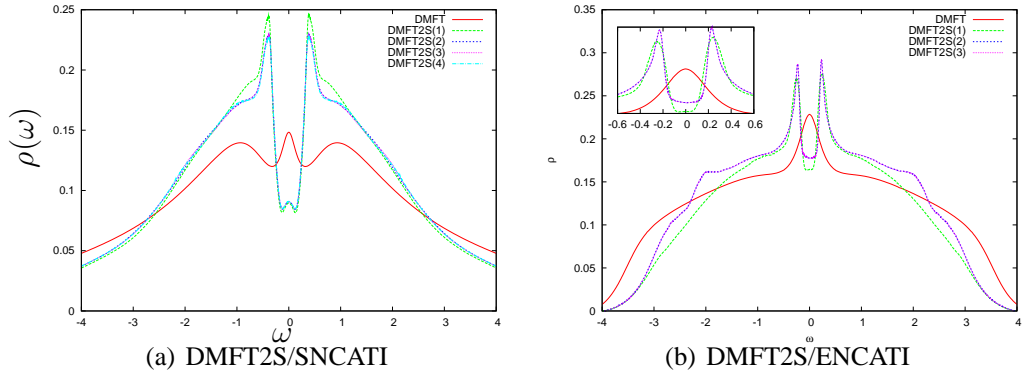 DMFT
DMFT2S(1)
DMFT2S(2)
DMFT2S(3)
DMFT2S(4)
0.25
0.2
0.15
0.1
0.05
0
ρ(ω)
-4 -3 -2 -1 0 1 2 3 4
ω
(a) DMFT2S/SNCATI
DMFT
DMFT2S(1)
DMFT2S(2)
DMFT2S(3)
0.35
0.3
0.25
0.2
0.15
0.1
0.05
0
ρ
-0.6 -0.4 -0.2 0 0.2 0.4 0.6
-4 -3 -2 -1 0 1 2 3 4
ω
(b) DMFT2S/ENCATI